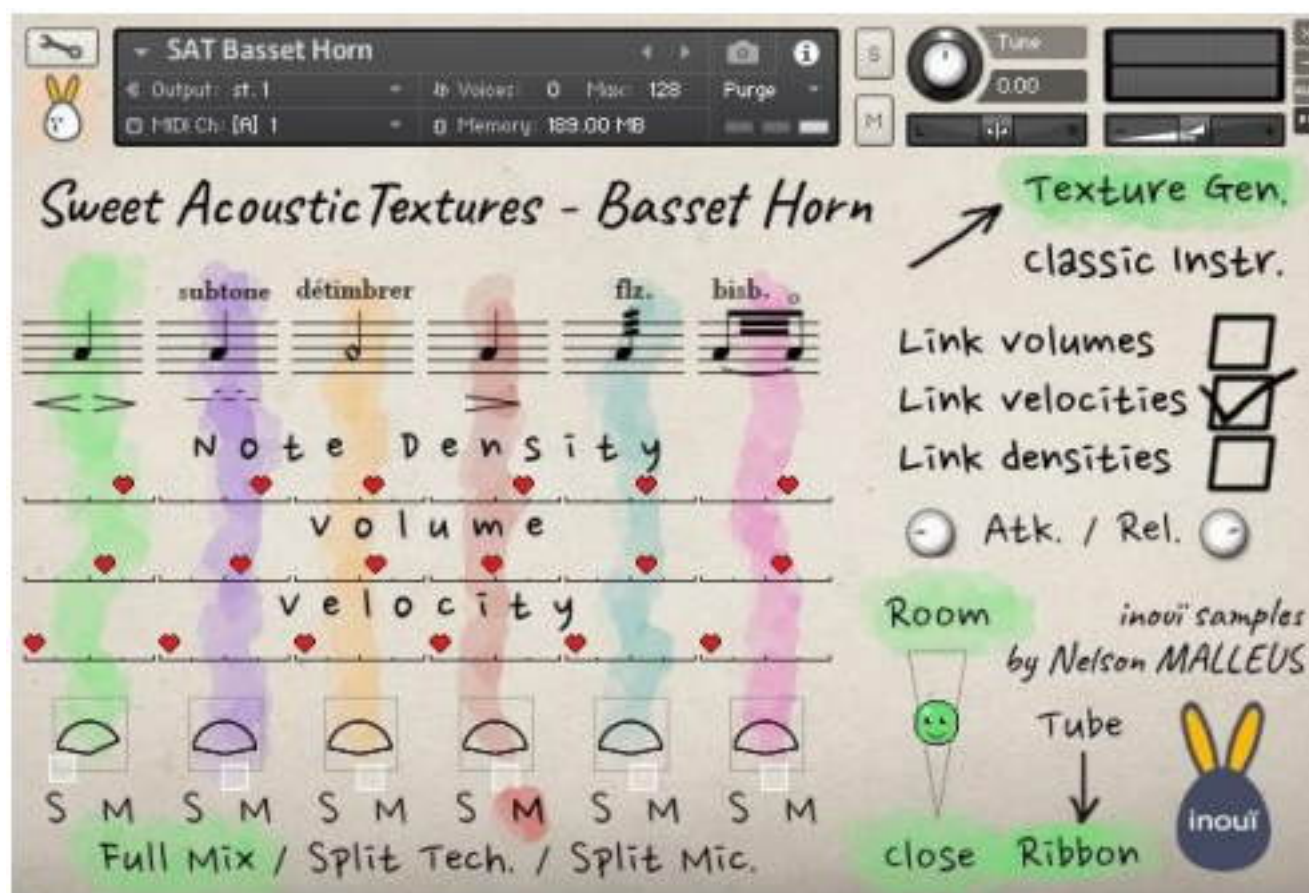 SAT Basset Horn
Output: st. 1
Voices: 0 Max: 128
Purge
MIDI Ch: [A] 1
Memory: 189.00 MB
S
M
Tune
0.00
Sweet Acoustic Textures - Basset Horn
Texture Gen.
classic Instr.
subtone
détimbrer
flz.
bisb.
Link volumes
Link velocities
Link densities
Note Density
volume
velocity
Atk. / Rel.
Room
inouï samples
by Nelson MALLEUS
Tube
close
Ribbon
inouï
S M S M S M S M S M S M
Full Mix / Split Tech. / Split Mic.